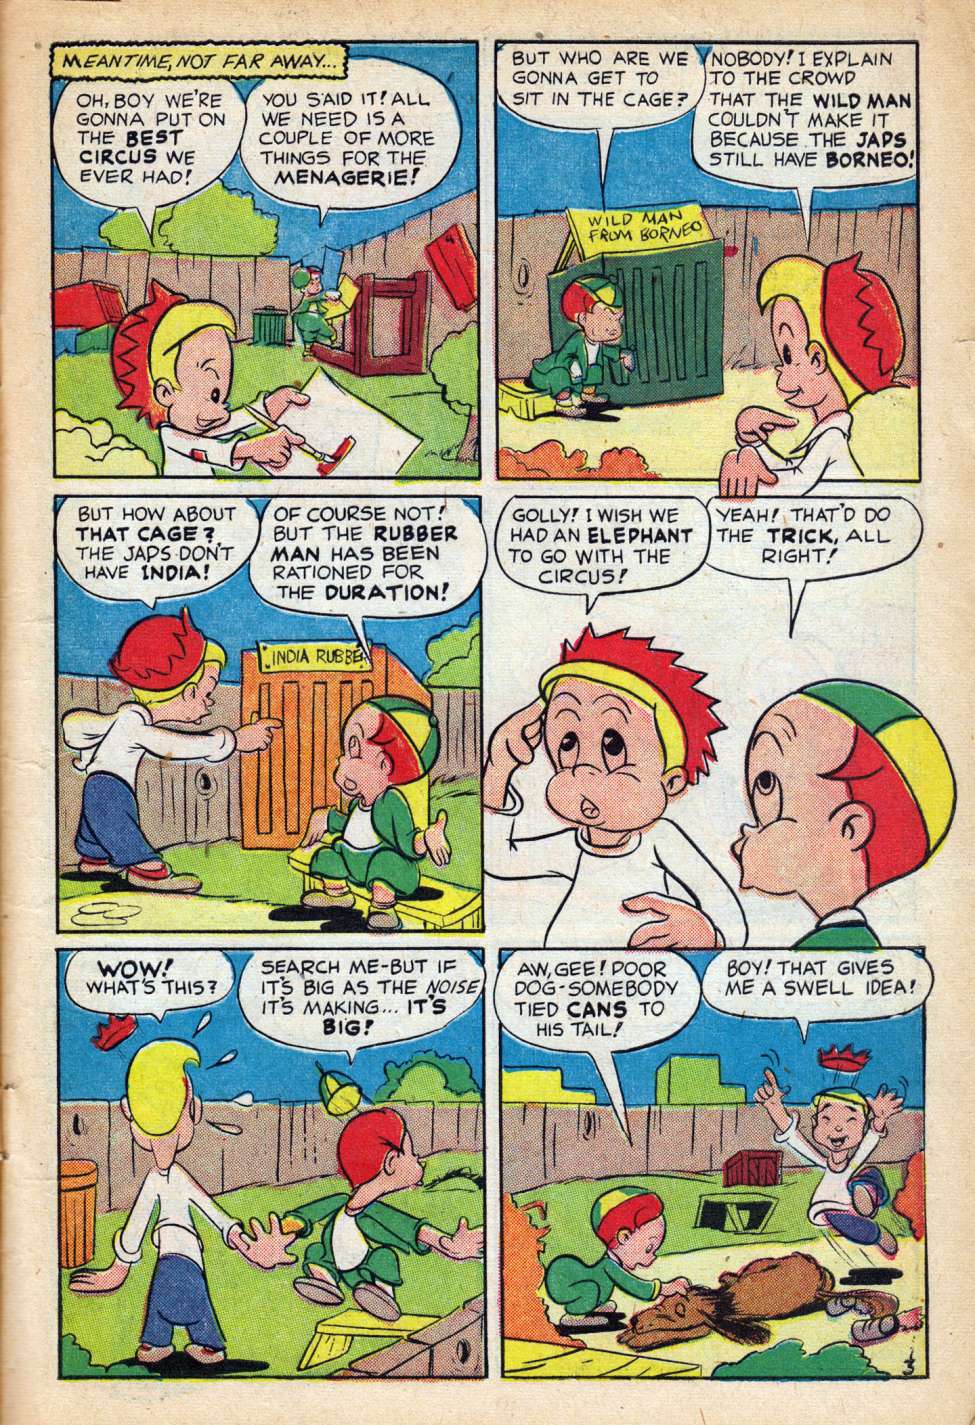 MEANTIME, NOT FAR AWAY...
OH, BOY WE'RE
GONNA PUT ON
THE BEST
CIRCUS WE
EVER HAD!
YOU SAID IT! ALL
WE NEED IS A
COUPLE OF MORE
THINGS FOR THE
MENAGERIE!
BUT WHO ARE WE
GONNA GET TO
SIT IN THE CAGE?
NOBODY! I EXPLAIN
TO THE CROWD
THAT THE WILD MAN
COULDN'T MAKE IT
BECAUSE THE JAPS
STILL HAVE BORNEO!
WILD MAN
FROM BORNEO
BUT HOW ABOUT
THAT CAGE?
THE JAPS DON'T
HAVE INDIA!
OF COURSE NOT!
BUT THE RUBBER
MAN HAS BEEN
RATIONED FOR
THE DURATION!
INDIA RUBBE
GOLLY! I WISH WE
HAD AN ELEPHANT
TO GO WITH THE
CIRCUS!
YEAH! THAT'D DO
THE TRICK, ALL
RIGHT!
WOW!
WHAT'S THIS?
SEARCH ME-BUT IF
IT'S BIG AS THE NOISE
IT'S MAKING... IT'S
BIG!
AW, GEE! POOR
DOG-SOMEBODY
TIED CANS TO
HIS TAIL!
BOY! THAT GIVES
ME A SWELL IDEA!
3